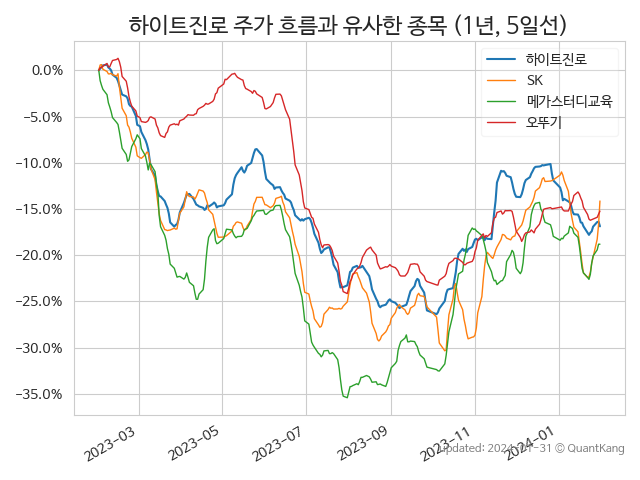 하이트진로 주가 흐름과 유사한 종목 (1년, 5일선)
하이트진로
SK
메가스터디교육
오뚜기
0.0%
−5.0%
−10.0%
−15.0%
−20.0%
−25.0%
−30.0%
−35.0%
2023-03
2023-05
2023-07
2023-09
2023-11
2024-01
updated: 2024-01-31 © QuantKang